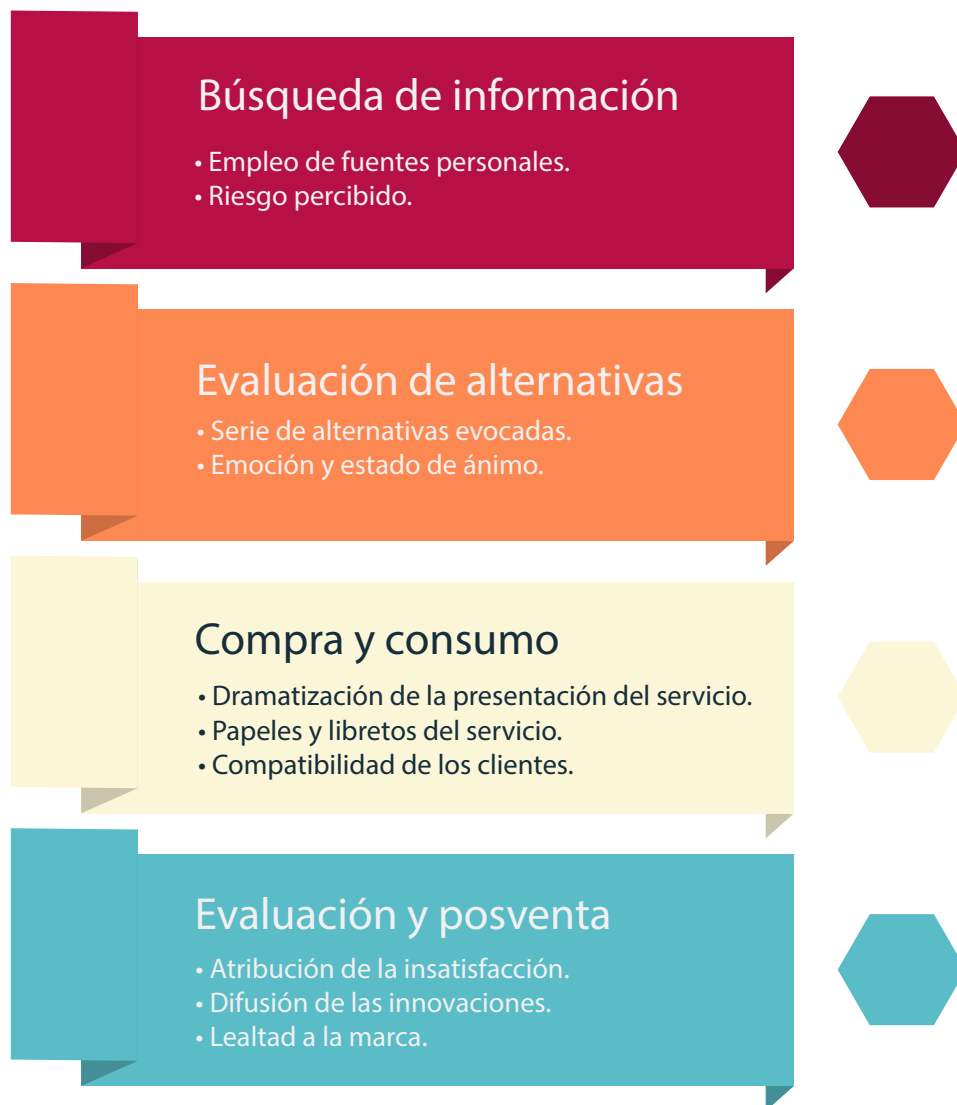 Búsqueda de información
• Empleo de fuentes personales.
• Riesgo percibido.
Evaluación de alternativas
• Serie de alternativas evocadas.
• Emoción y estado de ánimo.
Compra y consumo
• Dramatización de la presentación del servicio.
• Papeles y libretos del servicio.
• Compatibilidad de los clientes.
Evaluación y posventa
• Atribución de la insatisfacción.
• Difusión de las innovaciones.
• Lealtad a la marca.